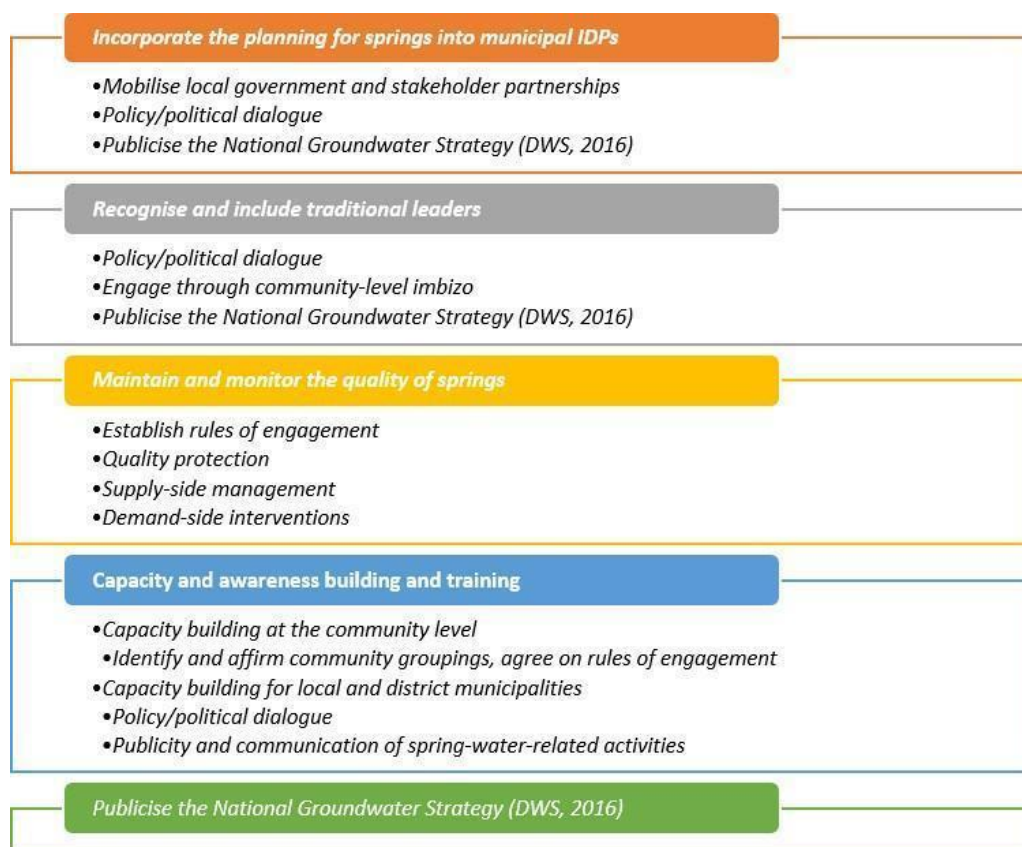 Incorporate the planning for springs into municipal IDPs
•Mobilise local government and stakeholder partnerships
•Policy/political dialogue
•Publicise the National Groundwater Strategy (DWS, 2016)
Recognise and include traditional leaders
•Policy/political dialogue
•Engage through community-level imbizo
•Publicise the National Groundwater Strategy (DWS, 2016)
Maintain and monitor the quality of springs
•Establish rules of engagement
•Quality protection
•Supply-side management
•Demand-side interventions
Capacity and awareness building and training
•Capacity building at the community level
•Identify and affirm community groupings, agree on rules of engagement
•Capacity building for local and district municipalities
•Policy/political dialogue
•Publicity and communication of spring-water-related activities
Publicise the National Groundwater Strategy (DWS, 2016)